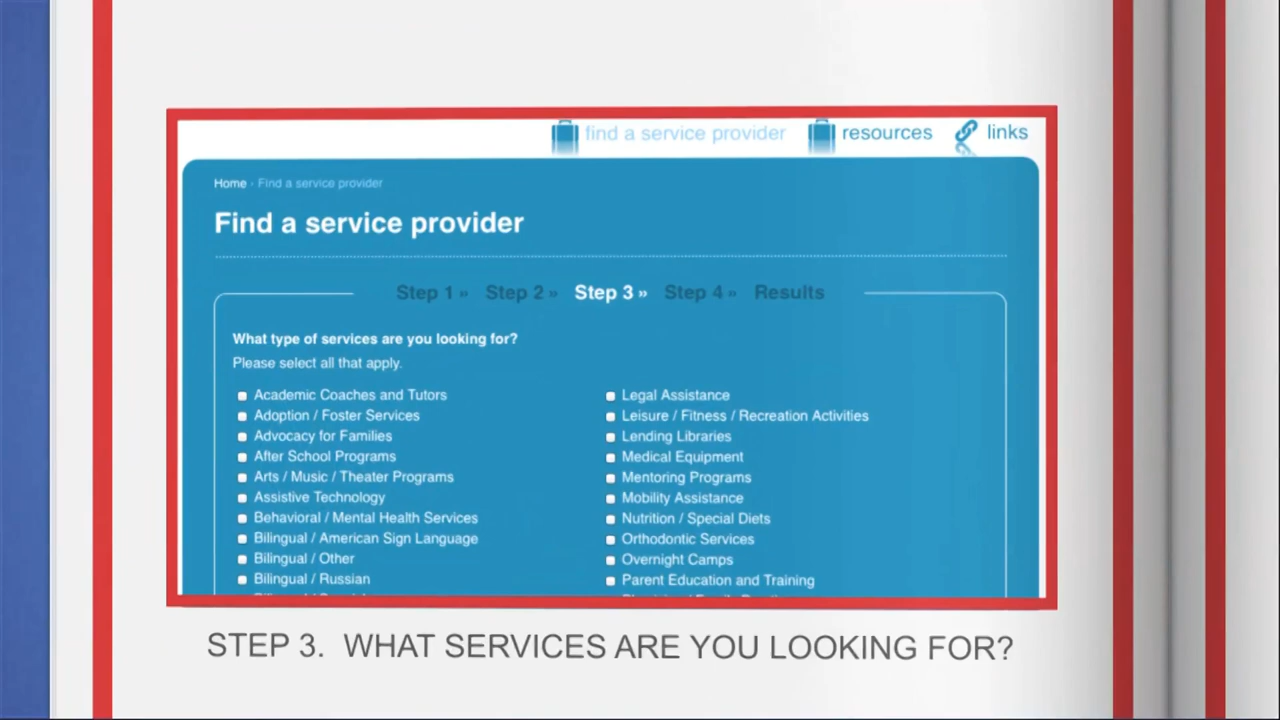 find a service provider resources links
Home › Find a service provider
Find a service provider
Step 1 » Step 2 » Step 3 » Step 4 » Results
What type of services are you looking for?
Please select all that apply.
Academic Coaches and Tutors
Adoption / Foster Services
Advocacy for Families
After School Programs
Arts / Music / Theater Programs
Assistive Technology
Behavioral / Mental Health Services
Bilingual / American Sign Language
Bilingual / Other
Bilingual / Russian
Legal Assistance
Leisure / Fitness / Recreation Activities
Lending Libraries
Medical Equipment
Mentoring Programs
Mobility Assistance
Nutrition / Special Diets
Orthodontic Services
Overnight Camps
Parent Education and Training
STEP 3. WHAT SERVICES ARE YOU LOOKING FOR?